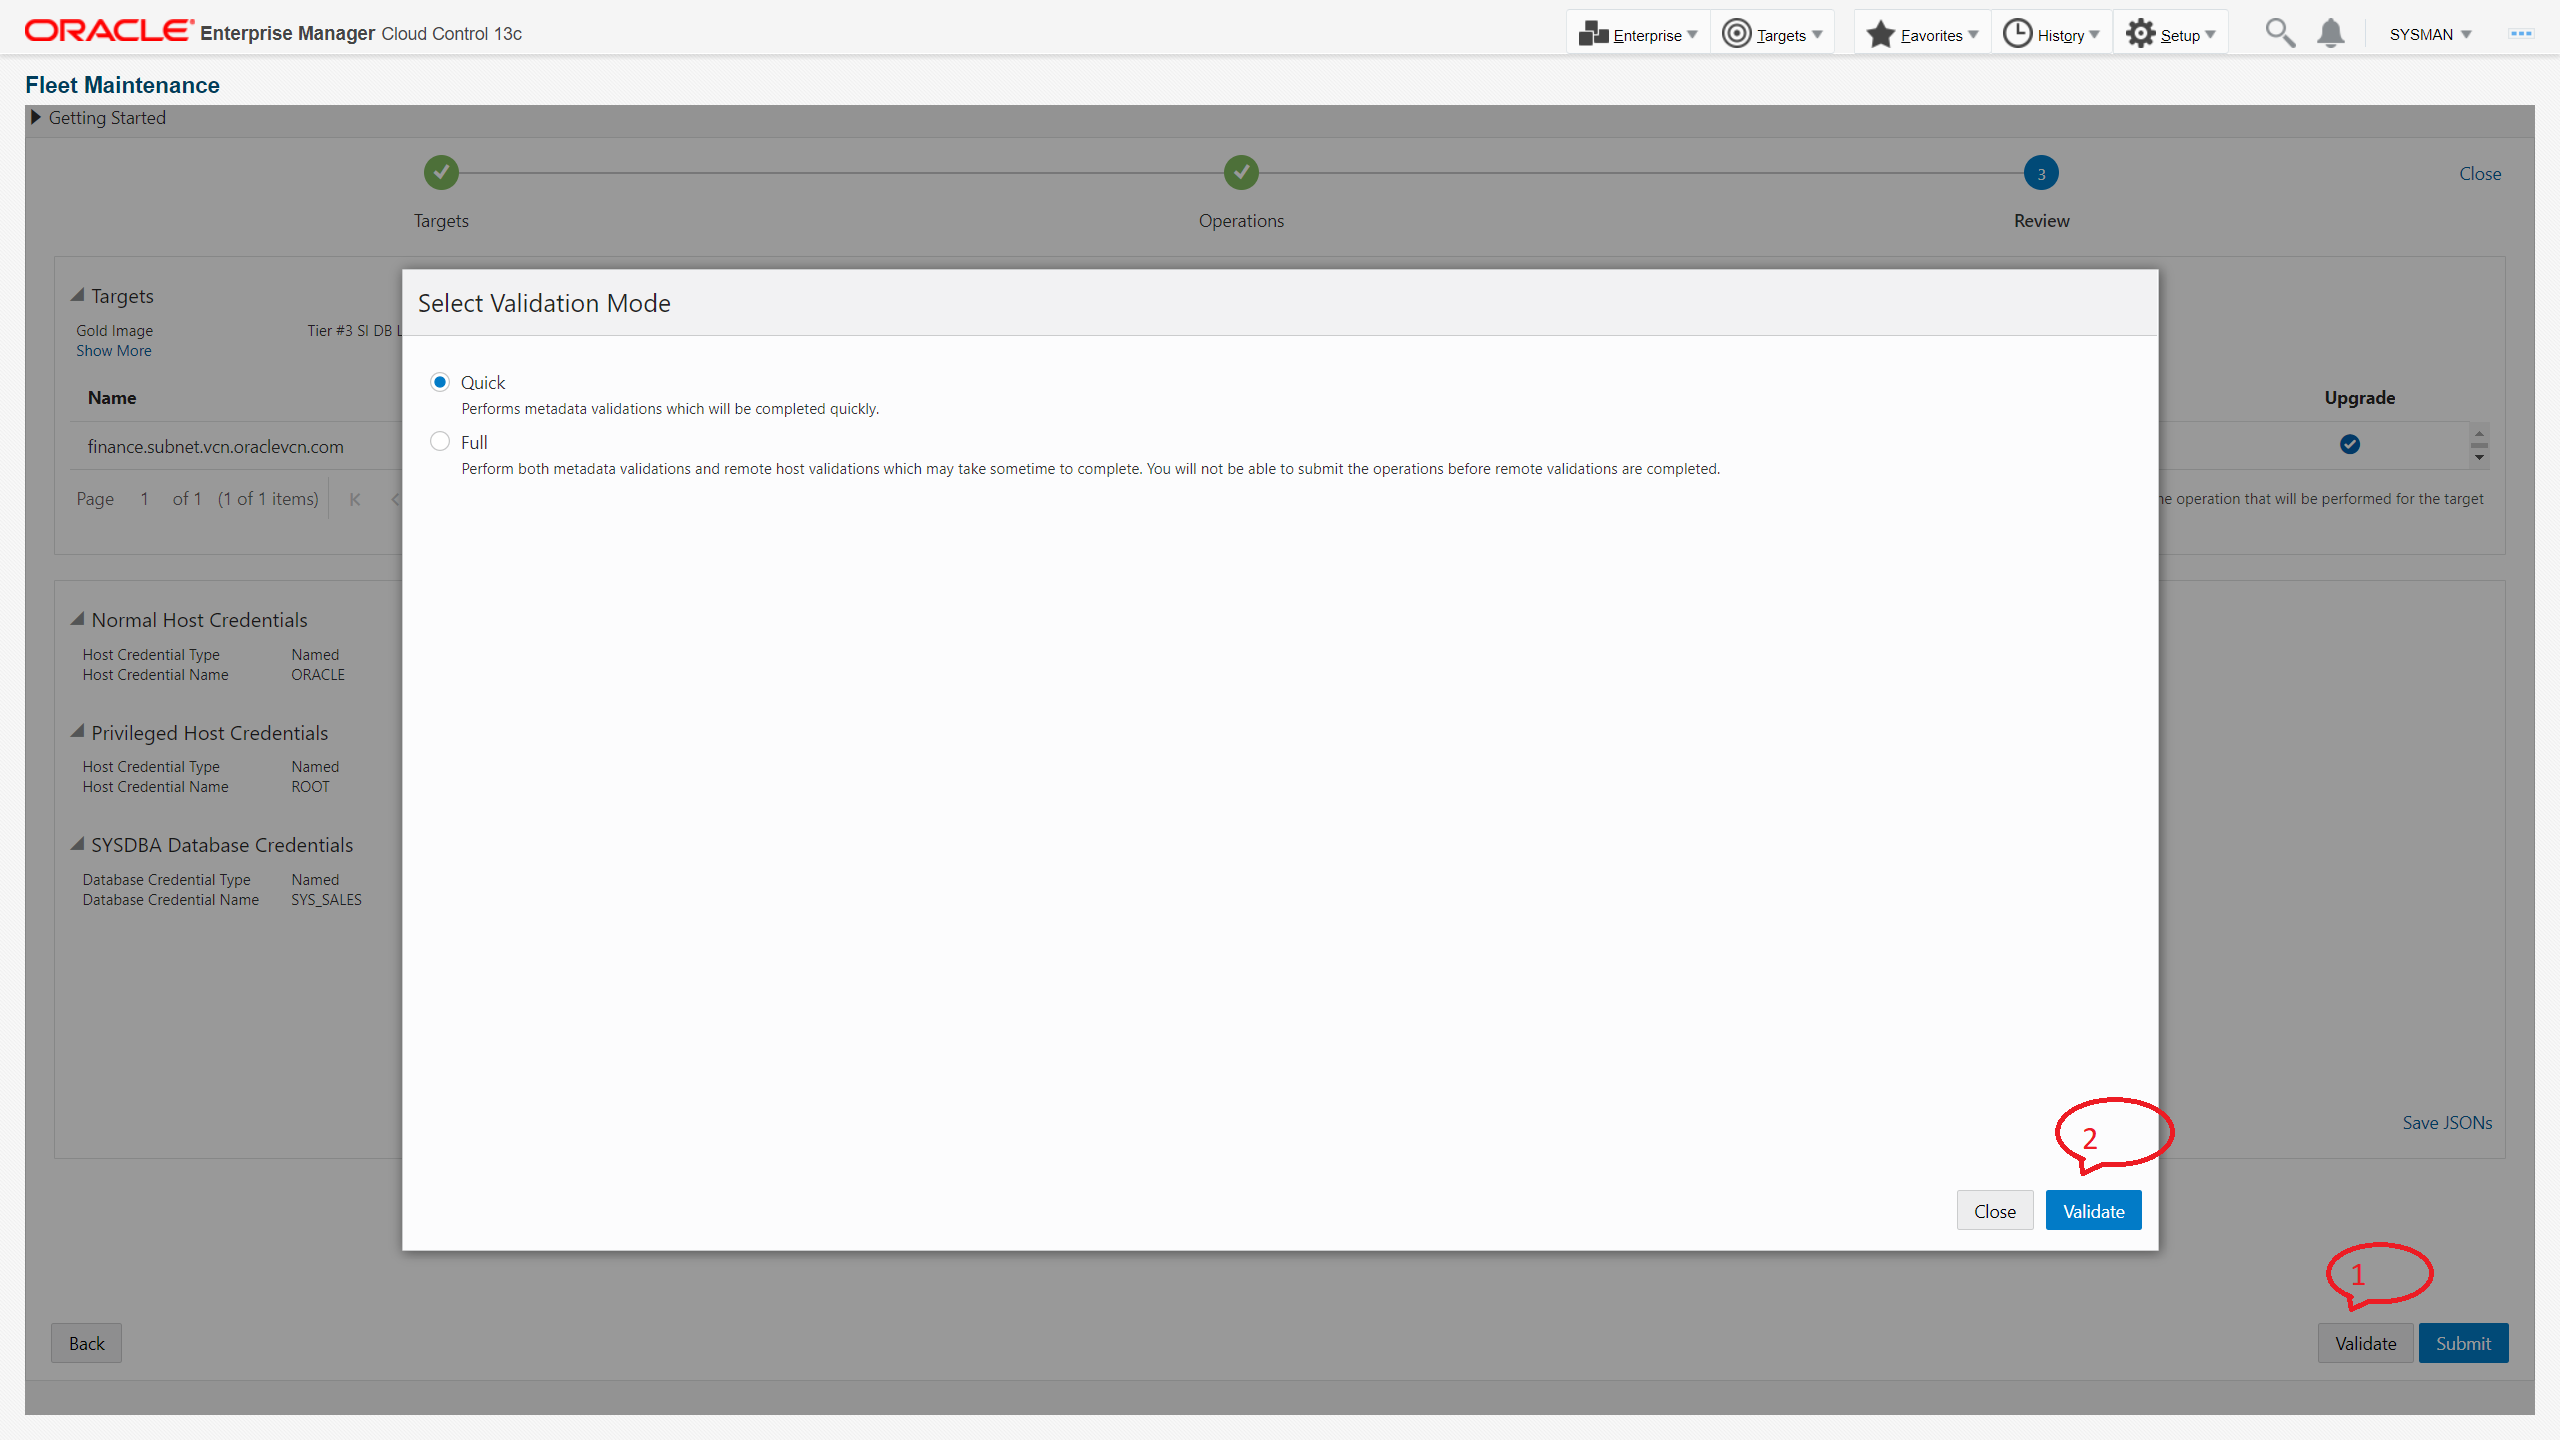 ORACLE Enterprise Manager Cloud Control 13c
Enterprise Targets Favorites History Setup SYSMAN
Fleet Maintenance
Getting Started
3 Close
Targets Operations Review
Targets
Gold Image Tier #3 SI DB L
Show More
Name Upgrade
finance.subnet.vcn.oraclevcn.com
Page 1 of 1 (1 of 1 items) operation that will be performed for the target
Select Validation Mode
Quick
Performs metadata validations which will be completed quickly.
Full
Perform both metadata validations and remote host validations which may take sometime to complete. You will not be able to submit the operations before remote validations are completed.
Normal Host Credentials
Host Credential Type Named
Host Credential Name ORACLE
Privileged Host Credentials
Host Credential Type Named
Host Credential Name ROOT
SYSDBA Database Credentials
Database Credential Type Named
Database Credential Name SYS_SALES
Save JSONs
2
Close Validate
1
Back Validate Submit